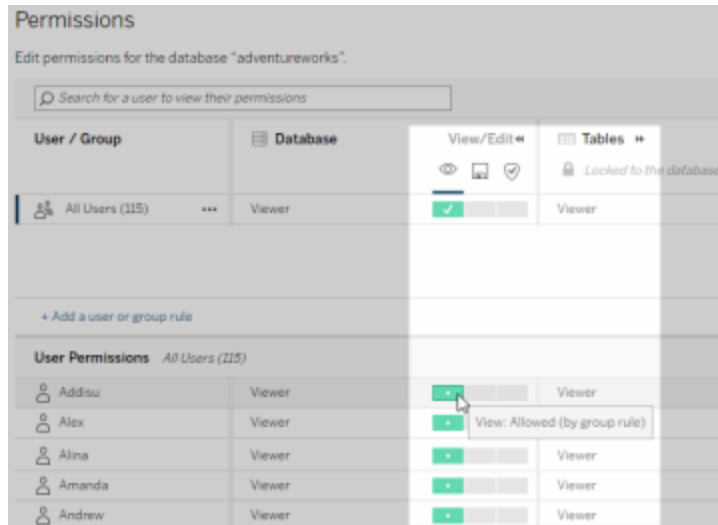 Permissions
Edit permissions for the database "adventureworks".
Search for a user to view their permissions
User / Group Database View/Edit Tables
Locked to the database
All Users (115) ••• Viewer Viewer
+ Add a user or group rule
User Permissions All Users (115)
Addisu Viewer Viewer
Alex Viewer View: Allowed (by group rule)
Alina Viewer Viewer
Amanda Viewer Viewer
Andrew Viewer Viewer